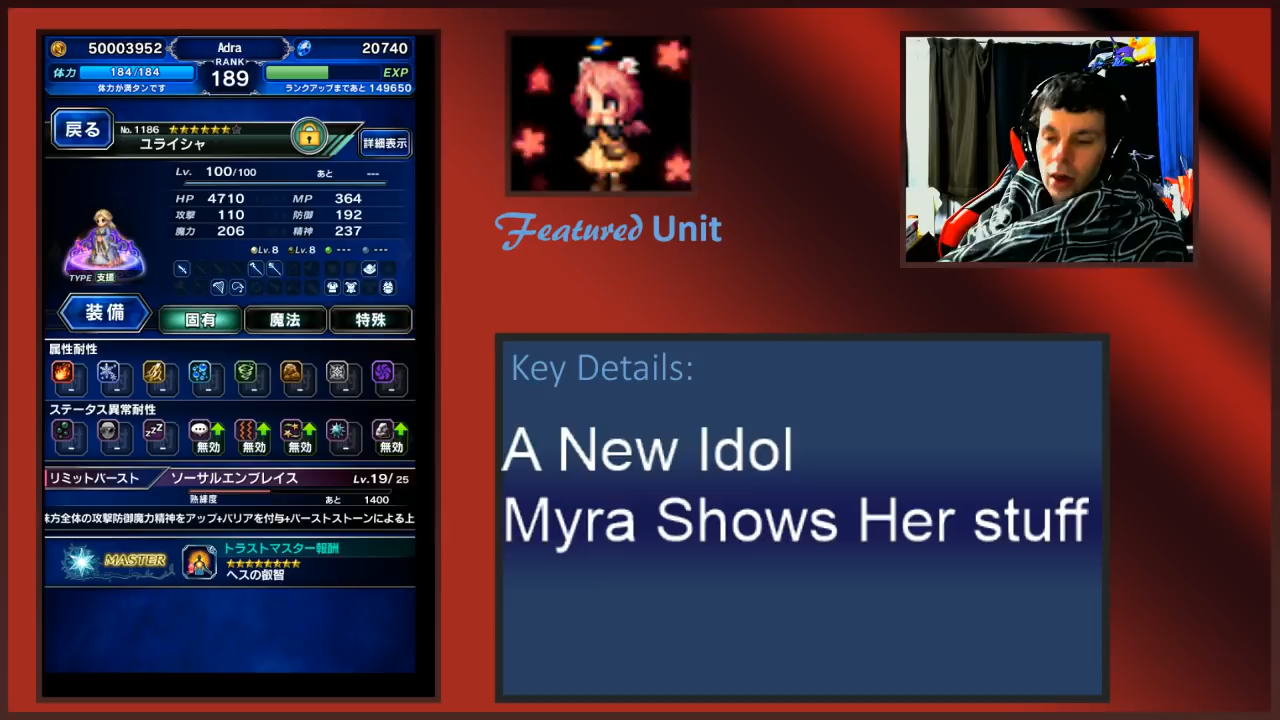 50003952
Adra
20740
RANK
189
体力
184/184
体力が満タンです
EXP
ランクアップまであと 149650
戻る
No.1186 ★★★★★★☆
ユライシャ
詳細表示
Lv. 100/100 あと ---
HP 4710 MP 364
攻撃 110 防御 192
魔力 206 精神 237
Lv.8 Lv.8 --- ---
TYPE 支援
装備
固有
魔法
特殊
属性耐性
- - - - - - - -
ステータス異常耐性
zzz
- - - 無効 無効 無効 - 無効
リミットバースト
ソーサルエンブレイス
Lv.19/25
熟練度 あと 1400
味方全体の攻撃防御魔力精神をアップ+バリアを付与+バーストストーンによる上
MASTER
トラストマスター報酬
★★★★★★★★
ヘスの叡智
Featured Unit
Key Details:
A New Idol
Myra Shows Her stuff